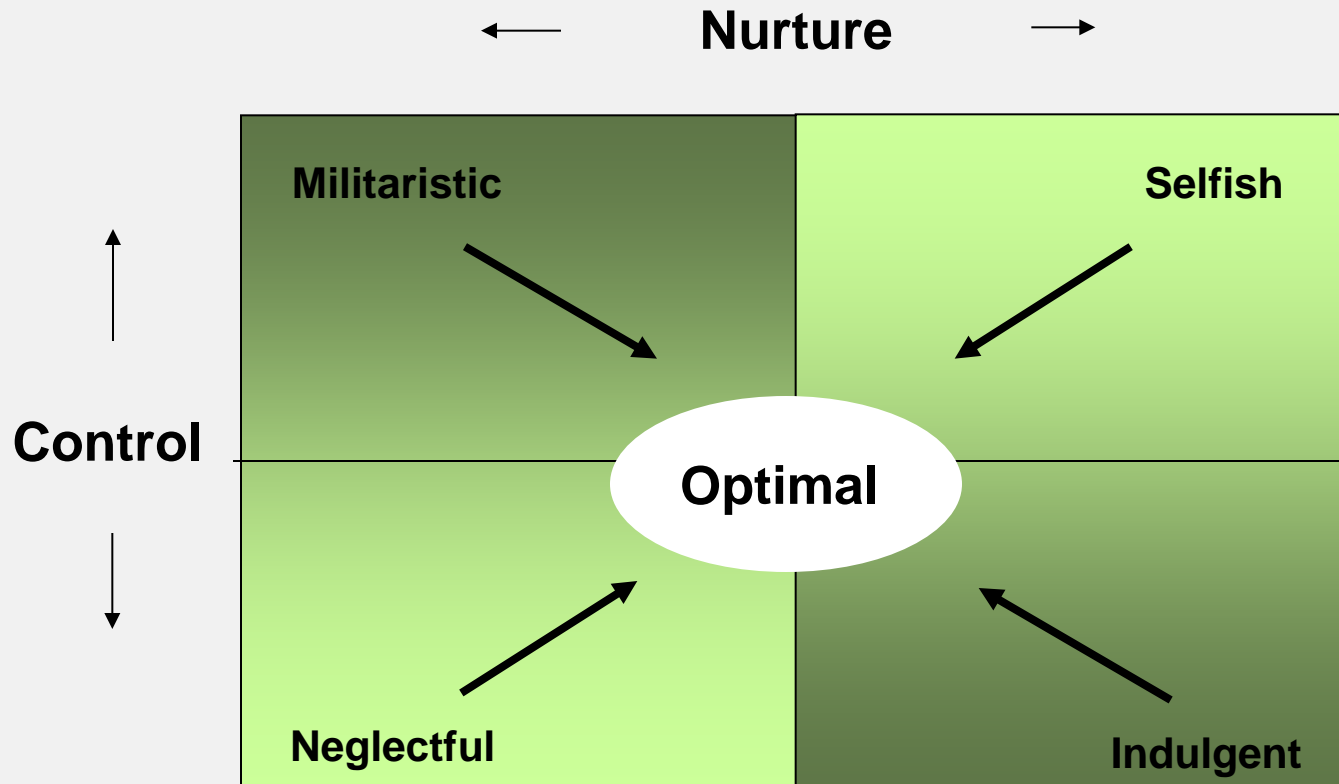 Nurture
Militaristic
Selfish
Control
Optimal
Neglectful
Indulgent